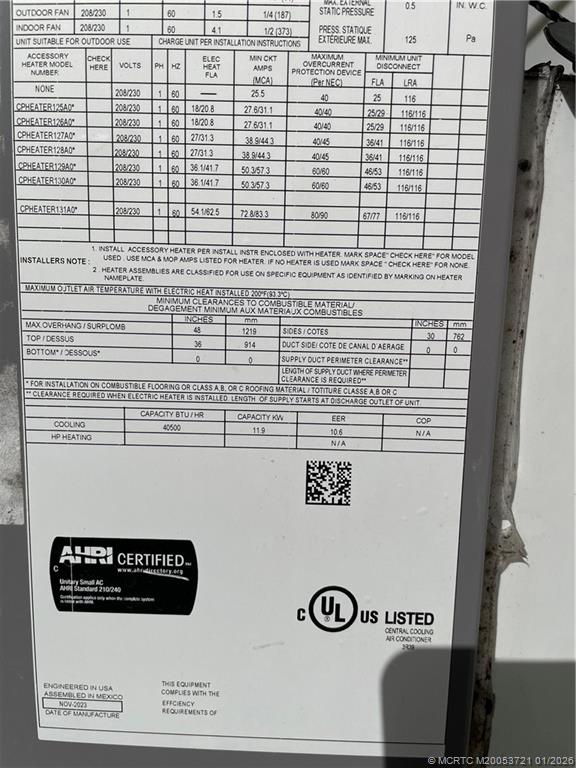 MAX. EXTERNAL STATIC PRESSURE 0.5 IN. W.C.
OUTDOOR FAN 208/230 1 60 1.5 1/4 (187)
INDOOR FAN 208/230 1 60 4.1 1/2 (373)
PRESS. STATIQUE EXTÉRIEURE MAX. 125 Pa
UNIT SUITABLE FOR OUTDOOR USE CHARGE UNIT PER INSTALLATION INSTRUCTIONS
ACCESSORY HEATER MODEL NUMBER: CHECK HERE VOLTS PH HZ ELEC HEAT FLA MIN CKT AMPS (MCA) MAXIMUM OVERCURRENT PROTECTION DEVICE (Per NEC) MINIMUM UNIT DISCONNECT FLA LRA
NONE 208/230 1 60 — 25.5 40 25 116
CPHEATER125A0* 208/230 1 60 18/20.8 27.6/31.1 40/40 25/29 116/116
CPHEATER126A0* 208/230 1 60 18/20.8 27.6/31.1 40/40 25/29 116/116
CPHEATER127A0* 208/230 1 60 27/31.3 38.9/44.3 40/45 36/41 116/116
CPHEATER128A0* 208/230 1 60 27/31.3 38.9/44.3 40/45 36/41 116/116
CPHEATER129A0* 208/230 1 60 36.1/41.7 50.3/57.3 60/60 46/53 116/116
CPHEATER130A0* 208/230 1 60 36.1/41.7 50.3/57.3 60/60 46/53 116/116
CPHEATER131A0* 208/230 1 60 54.1/62.5 72.8/83.3 80/90 67/77 116/116
INSTALLERS NOTE :
1. INSTALL ACCESSORY HEATER PER INSTALL INSTR ENCLOSED WITH HEATER. MARK SPACE" CHECK HERE" FOR MODEL
USED . USE MCA & MOP AMPS LISTED FOR HEATER. IF NO HEATER IS USED MARK SPACE "CHECK HERE" FOR NONE.
2 . HEATER ASSEMBLIES ARE CLASSIFIED FOR USE ON SPECIFIC EQUIPMENT AS IDENTIFIED BY MARKING ON HEATER
NAMEPLATE.
MAXIMUM OUTLET AIR TEMPERATURE WITH ELECTRIC HEAT INSTALLED 200ºF(93.3ºC)
MINIMUM CLEARANCES TO COMBUSTIBLE MATERIAL/
DEGAGEMENT MINIMUM AUX MATERIAUX COMBUSTIBLES
INCHES mm INCHES mm
MAX.OVERHANG / SURPLOMB 48 1219 SIDES / COTES 30 762
TOP / DESSUS 36 914 DUCT SIDE/ COTE DE CANAL D'AERAGE 0 0
BOTTOM* / DESSOUS* 0 0 SUPPLY DUCT PERIMETER CLEARANCE**
LENGTH OF SUPPLY DUCT WHERE PERIMETER
CLEARANCE IS REQUIRED**
* FOR INSTALLATION ON COMBUSTIBLE FLOORING OR CLASS A,B, OR C ROOFING MATERIAL / TOTITURE CLASSE A,B OR C
** CLEARANCE REQUIRED WHEN ELECTRIC HEATER IS INSTALLED. LENGTH OF SUPPLY STARTS AT DISCHARGE OUTLET OF UNIT
CAPACITY BTU / HR CAPACITY KW EER COP
COOLING 40500 11.9 10.6 N / A
HP HEATING N / A
AHRI CERTIFIED™
www.ahridirectory.org
C
Unitary Small AC
AHRI Standard 210/240
Certification applies only when the complete system
is listed with AHRI.
C UL ® US LISTED
CENTRAL COOLING
AIR CONDITIONER
ENGINEERED IN USA
ASSEMBLED IN MEXICO
NOV-2023
DATE OF MANUFACTURE
THIS EQUIPMENT
COMPLIES WITH THE
EFFCIENCY
REQUIREMENTS OF
© MCRTC M20053721 01/2026